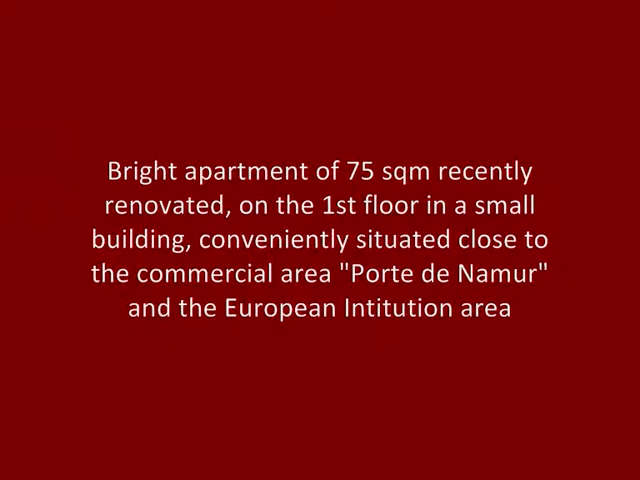 Bright apartment of 75 sqm recently
renovated, on the 1st floor in a small
building, conveniently situated close to
the commercial area "Porte de Namur"
and the European Intitution area